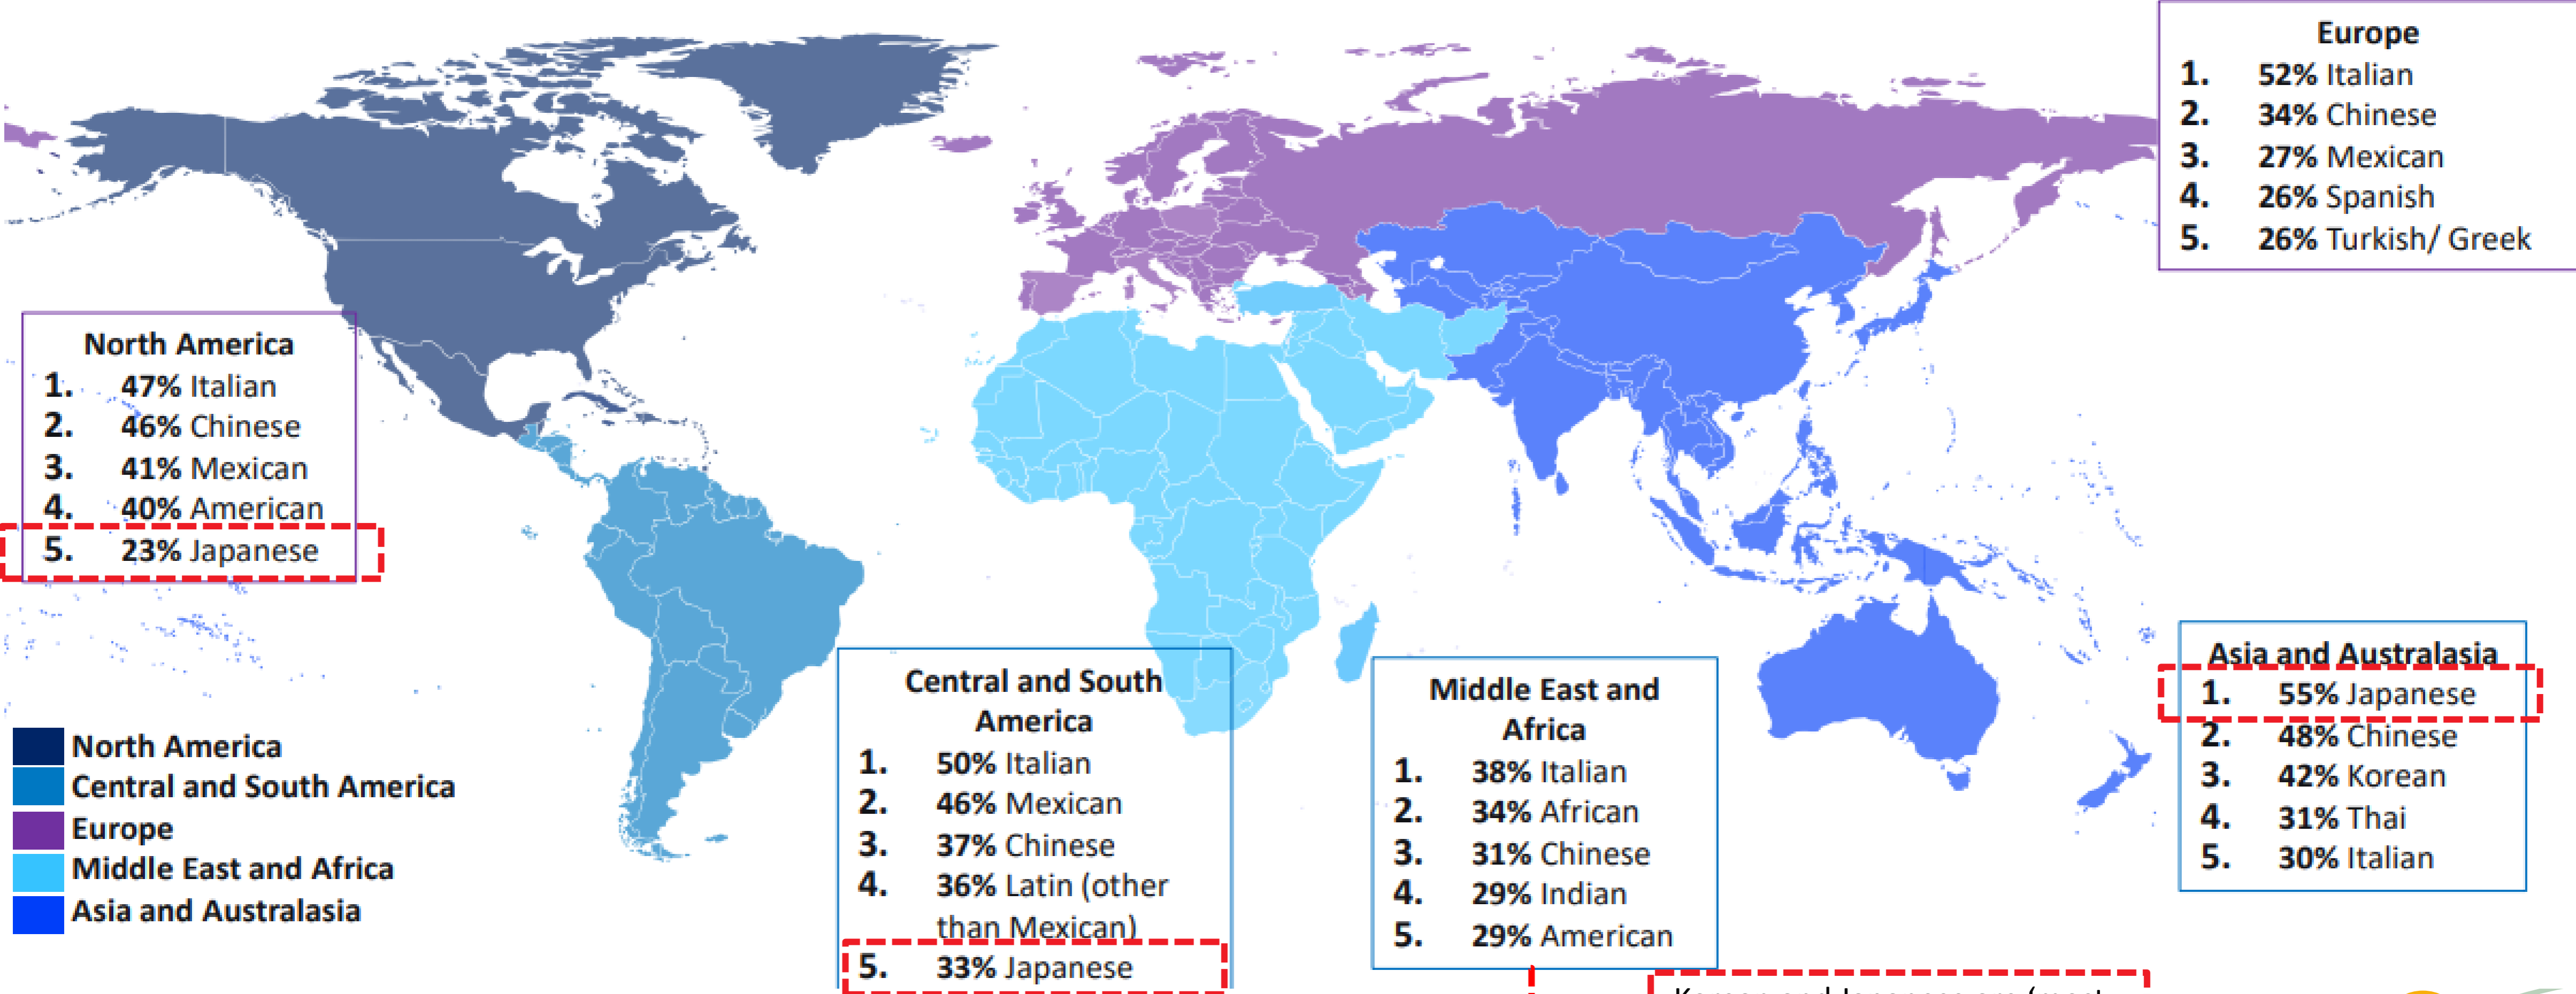 Europe
1. 52% Italian
2. 34% Chinese
3. 27% Mexican
4. 26% Spanish
5. 26% Turkish/ Greek
North America
1. 47% Italian
2. 46% Chinese
3. 41% Mexican
4. 40% American
5. 23% Japanese
Central and South
America
1. 50% Italian
2. 46% Mexican
3. 37% Chinese
4. 36% Latin (other
than Mexican)
5. 33% Japanese
Middle East and
Africa
1. 38% Italian
2. 34% African
3. 31% Chinese
4. 29% Indian
5. 29% American
Asia and Australasia
1. 55% Japanese
2. 48% Chinese
3. 42% Korean
4. 31% Thai
5. 30% Italian
North America
Central and South America
Europe
Middle East and Africa
Asia and Australasia